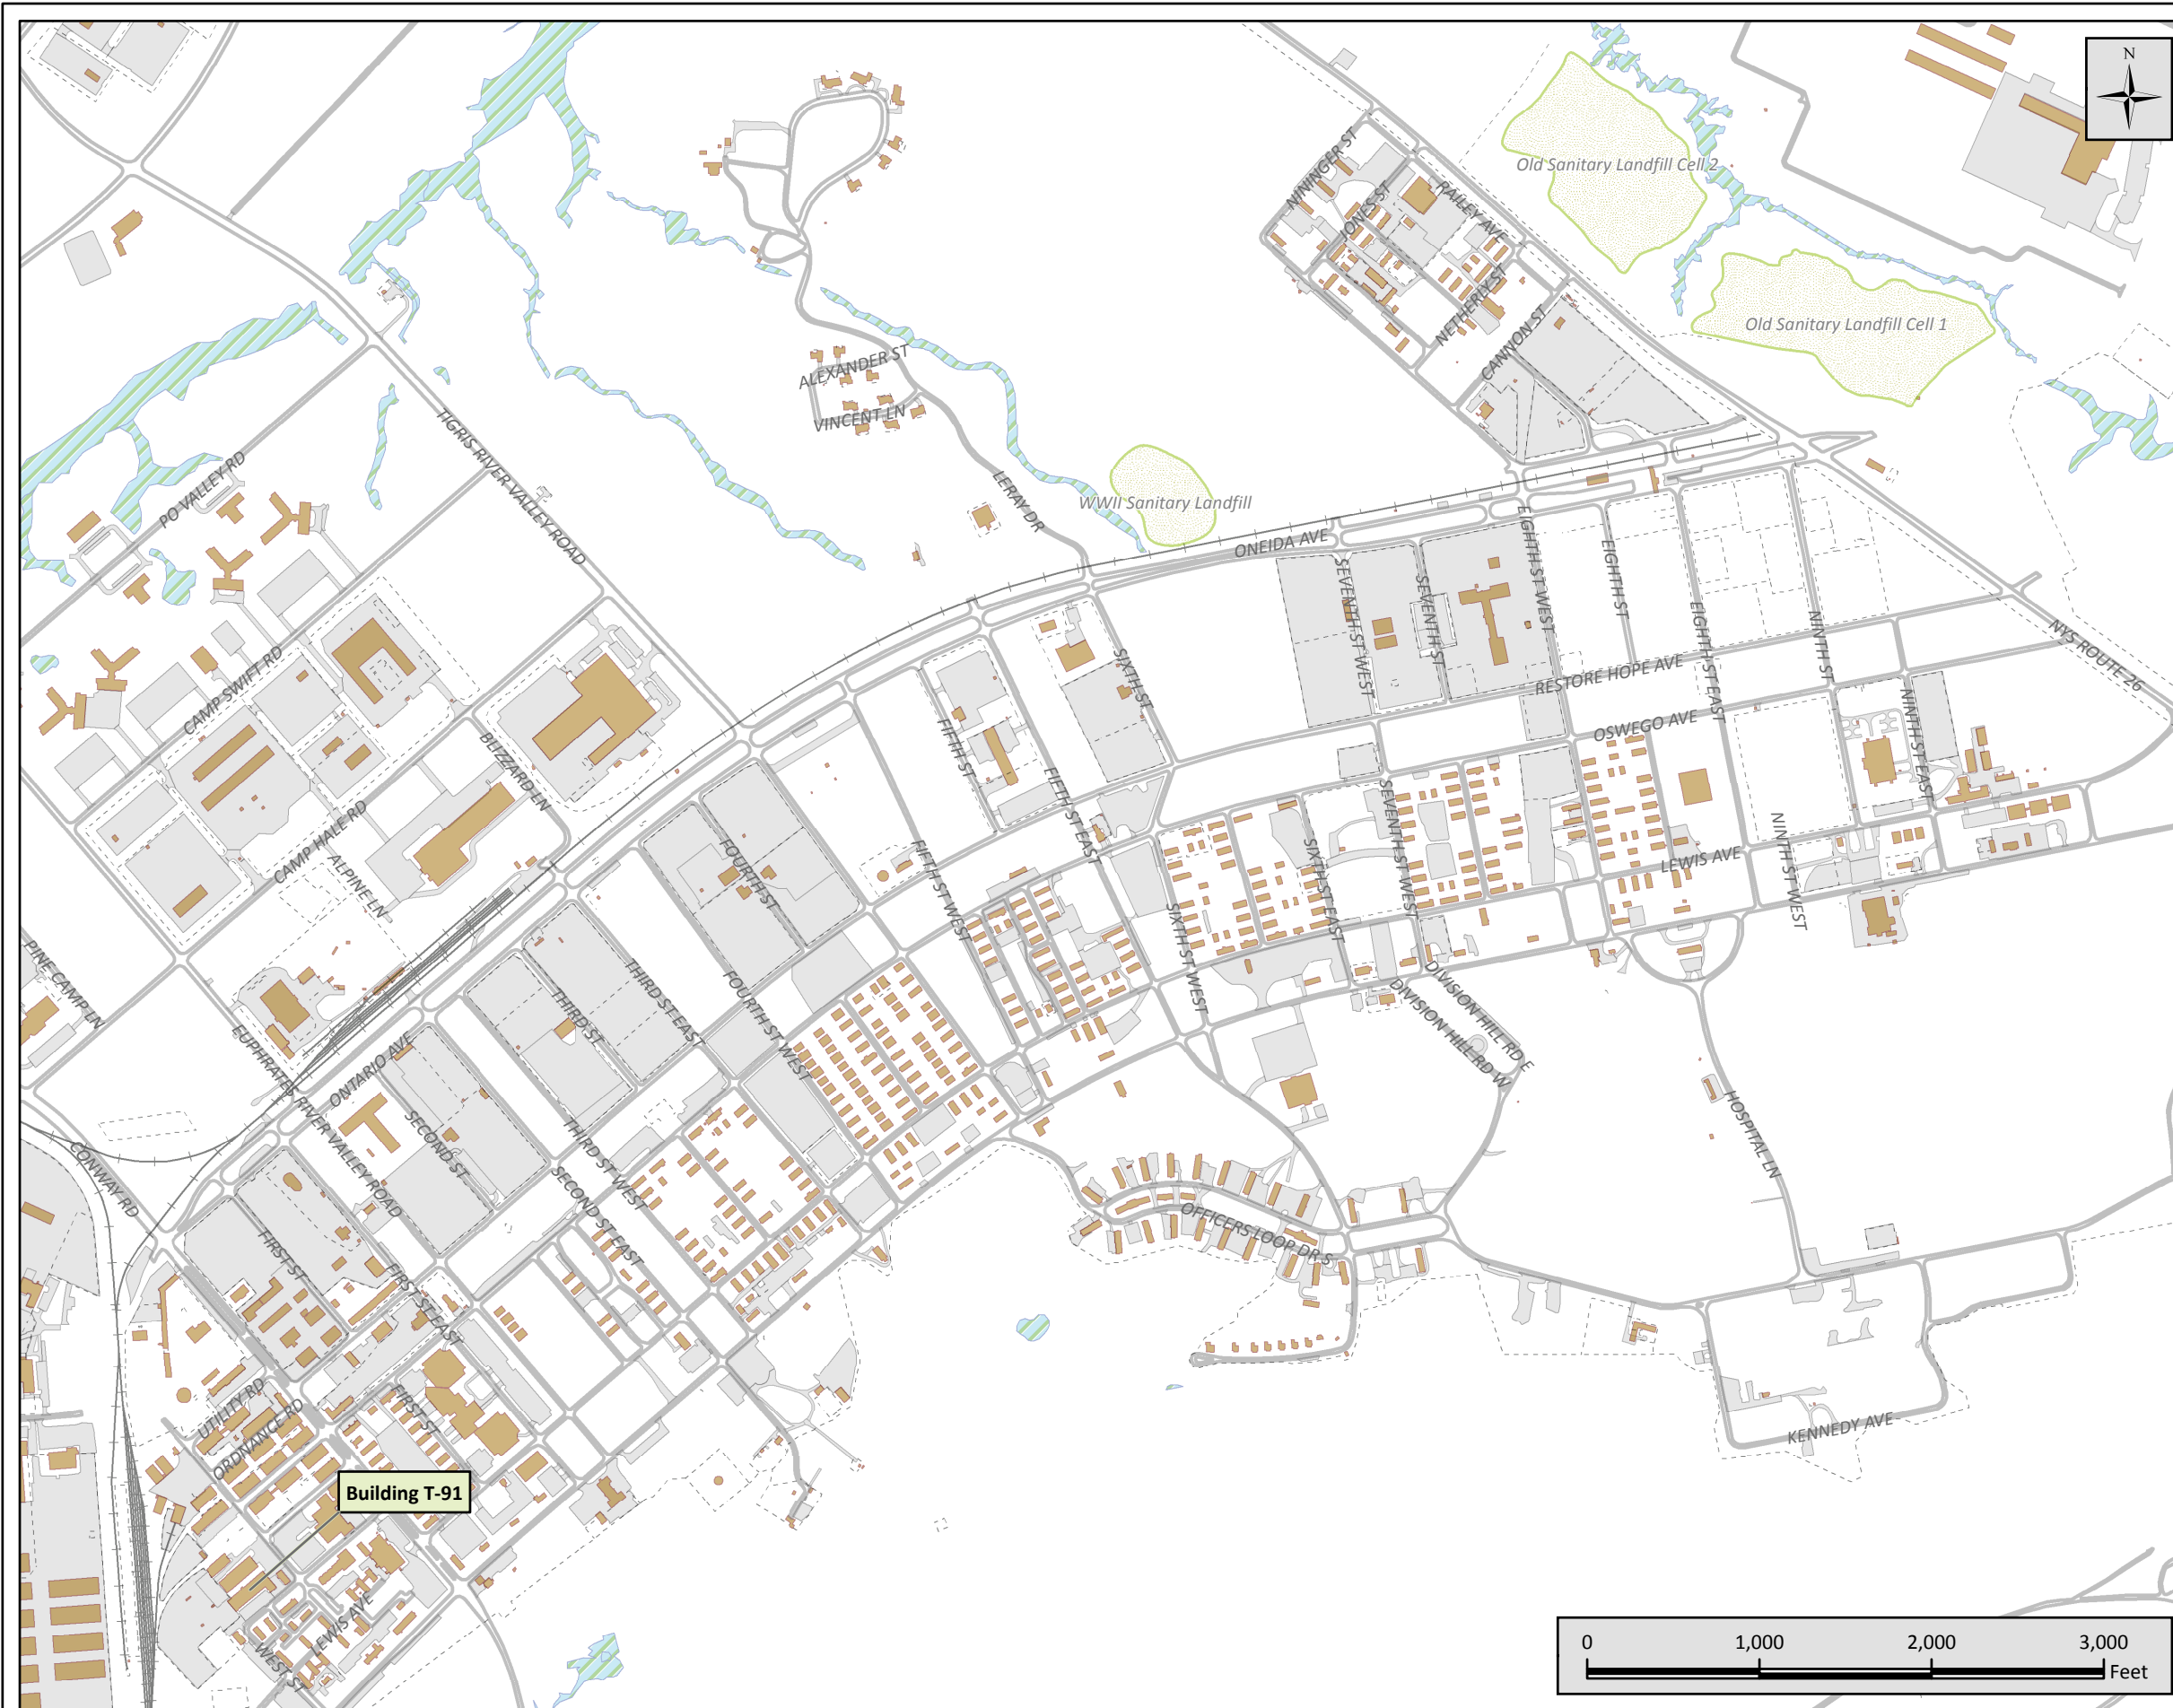 N
NININGER ST
JONES ST
RAILEY AVE
Old Sanitary Landfill Cell 2
NETHERLY ST
CANNON ST
Old Sanitary Landfill Cell 1
ALEXANDER ST
VINCENT LN
TIGRIS RIVER VALLEY ROAD
PO VALLEY RD
LERAY DR
WWII Sanitary Landfill
ONEIDA AVE
EIGHTH ST WEST
EIGHTH ST
SEVENTH ST WEST
SEVENTH ST
EIGHTH ST EAST
NINTH ST
NYS ROUTE 26
SIXTH ST
RESTORE HOPE AVE
CAMP SWIFT RD
OSWEGO AVE
NINTH ST EAST
FIFTH ST
BLIZZARD LN
FIFTH ST EAST
SEVENTH ST WEST
CAMP HALE RD
ALPINE LN
FOURTH ST
FIFTH ST WEST
SIXTH ST EAST
LEWIS AVE
NINTH ST WEST
SIXTH ST WEST
PINE CAMP LN
THIRD ST EAST
THIRD ST
FOURTH ST WEST
DIVISION HILL RD E
DIVISION HILL RD W
EUPHRATES RIVER VALLEY ROAD
ONTARIO AVE
SECOND ST
THIRD ST WEST
HOSPITAL LN
CONWAY RD
SECOND ST EAST
OFFICERS LOOP DR S
FIRST ST
FIRST ST EAST
UTILITY RD
ORDNANCE RD
FIRST ST
KENNEDY AVE
Building T-91
LEWIS AVE
WEST ST
0 1,000 2,000 3,000
Feet